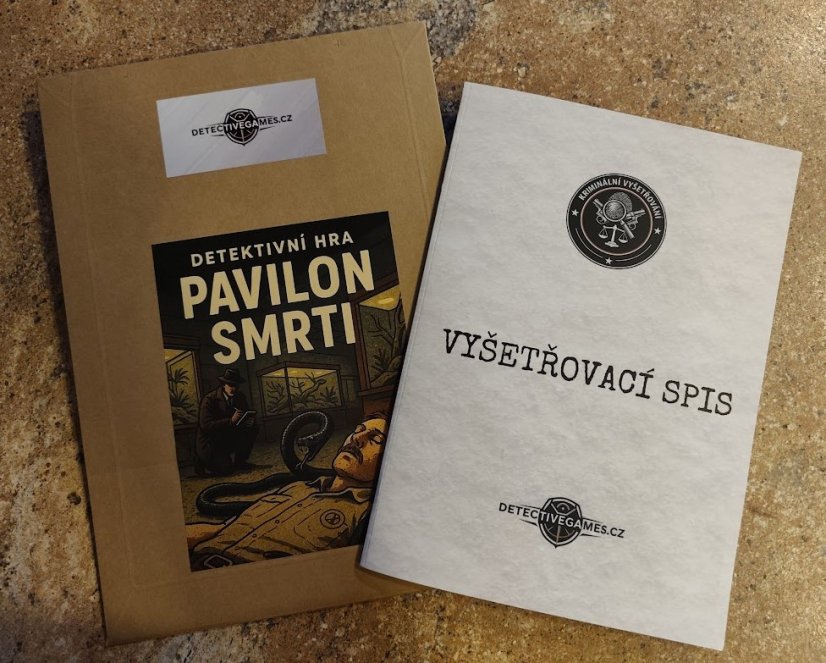 DETECTIVEGAMES.CZ
DETEKTIVNÍ HRA
PAVILON
SMRTI
KRIMINÁLNÍ VYŠETŘOVÁNÍ
VYŠETŘOVACÍ SPIS
DETECTIVEGAMES.CZ